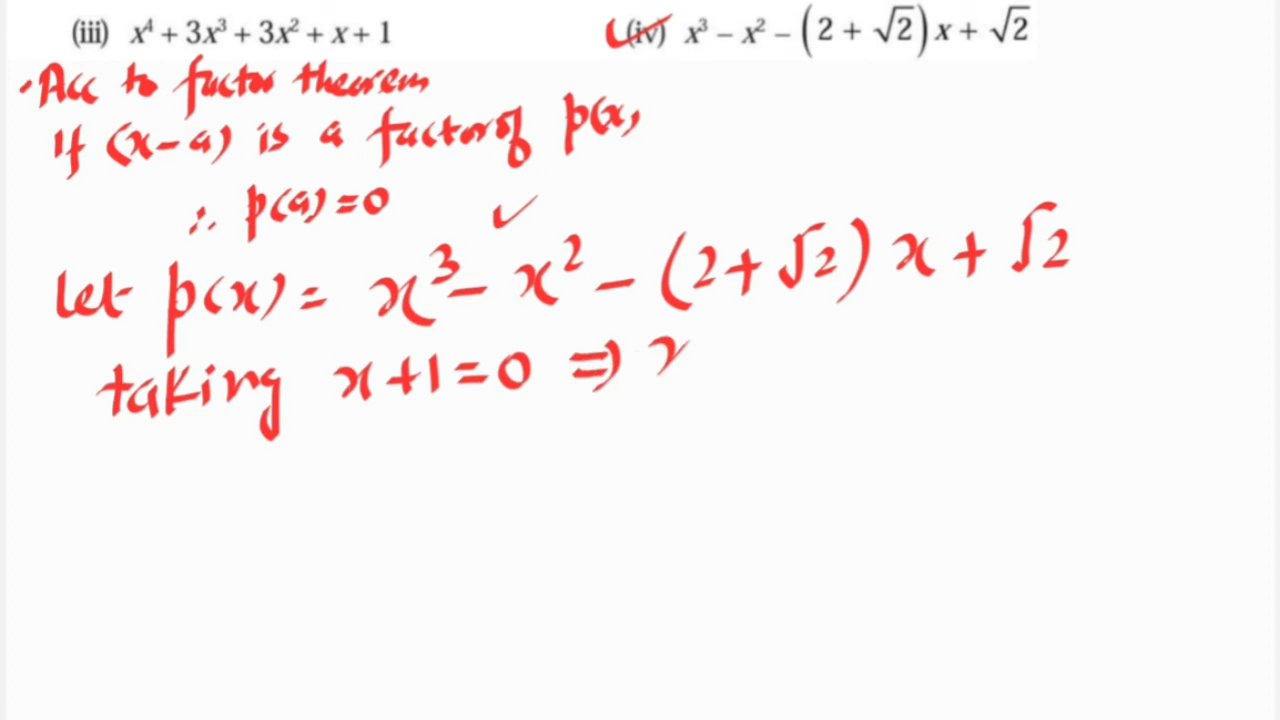 (iii) x⁴ + 3x³ + 3x² + x + 1 (iv) x³ – x² – (2 + √2) x + √2
· Acc to factor theorem
If (x-a) is a factor of p(x)
∴ p(a) = 0 ✓
let p(x) = x³ - x² - (2+√2) x + √2
taking x+1=0 ⇒ x